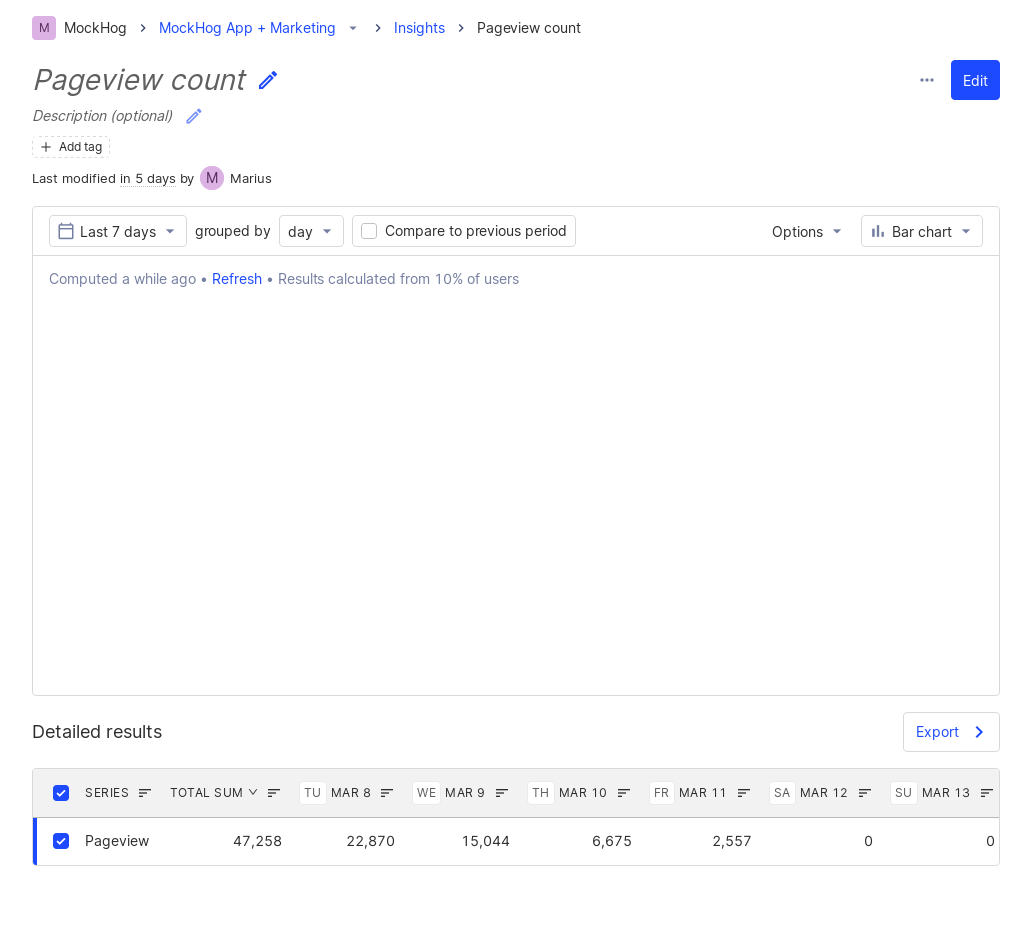 M MockHog MockHog App + Marketing Insights Pageview count
Pageview count
Edit
Description (optional)
Add tag
Last modified in 5 days by M Marius
Last 7 days grouped by day Compare to previous period Options Bar chart
Computed a while ago • Refresh • Results calculated from 10% of users
Detailed results
Export
SERIES TOTAL SUM TU MAR 8 WE MAR 9 TH MAR 10 FR MAR 11 SA MAR 12 SU MAR 13
Pageview 47,258 22,870 15,044 6,675 2,557 0 0